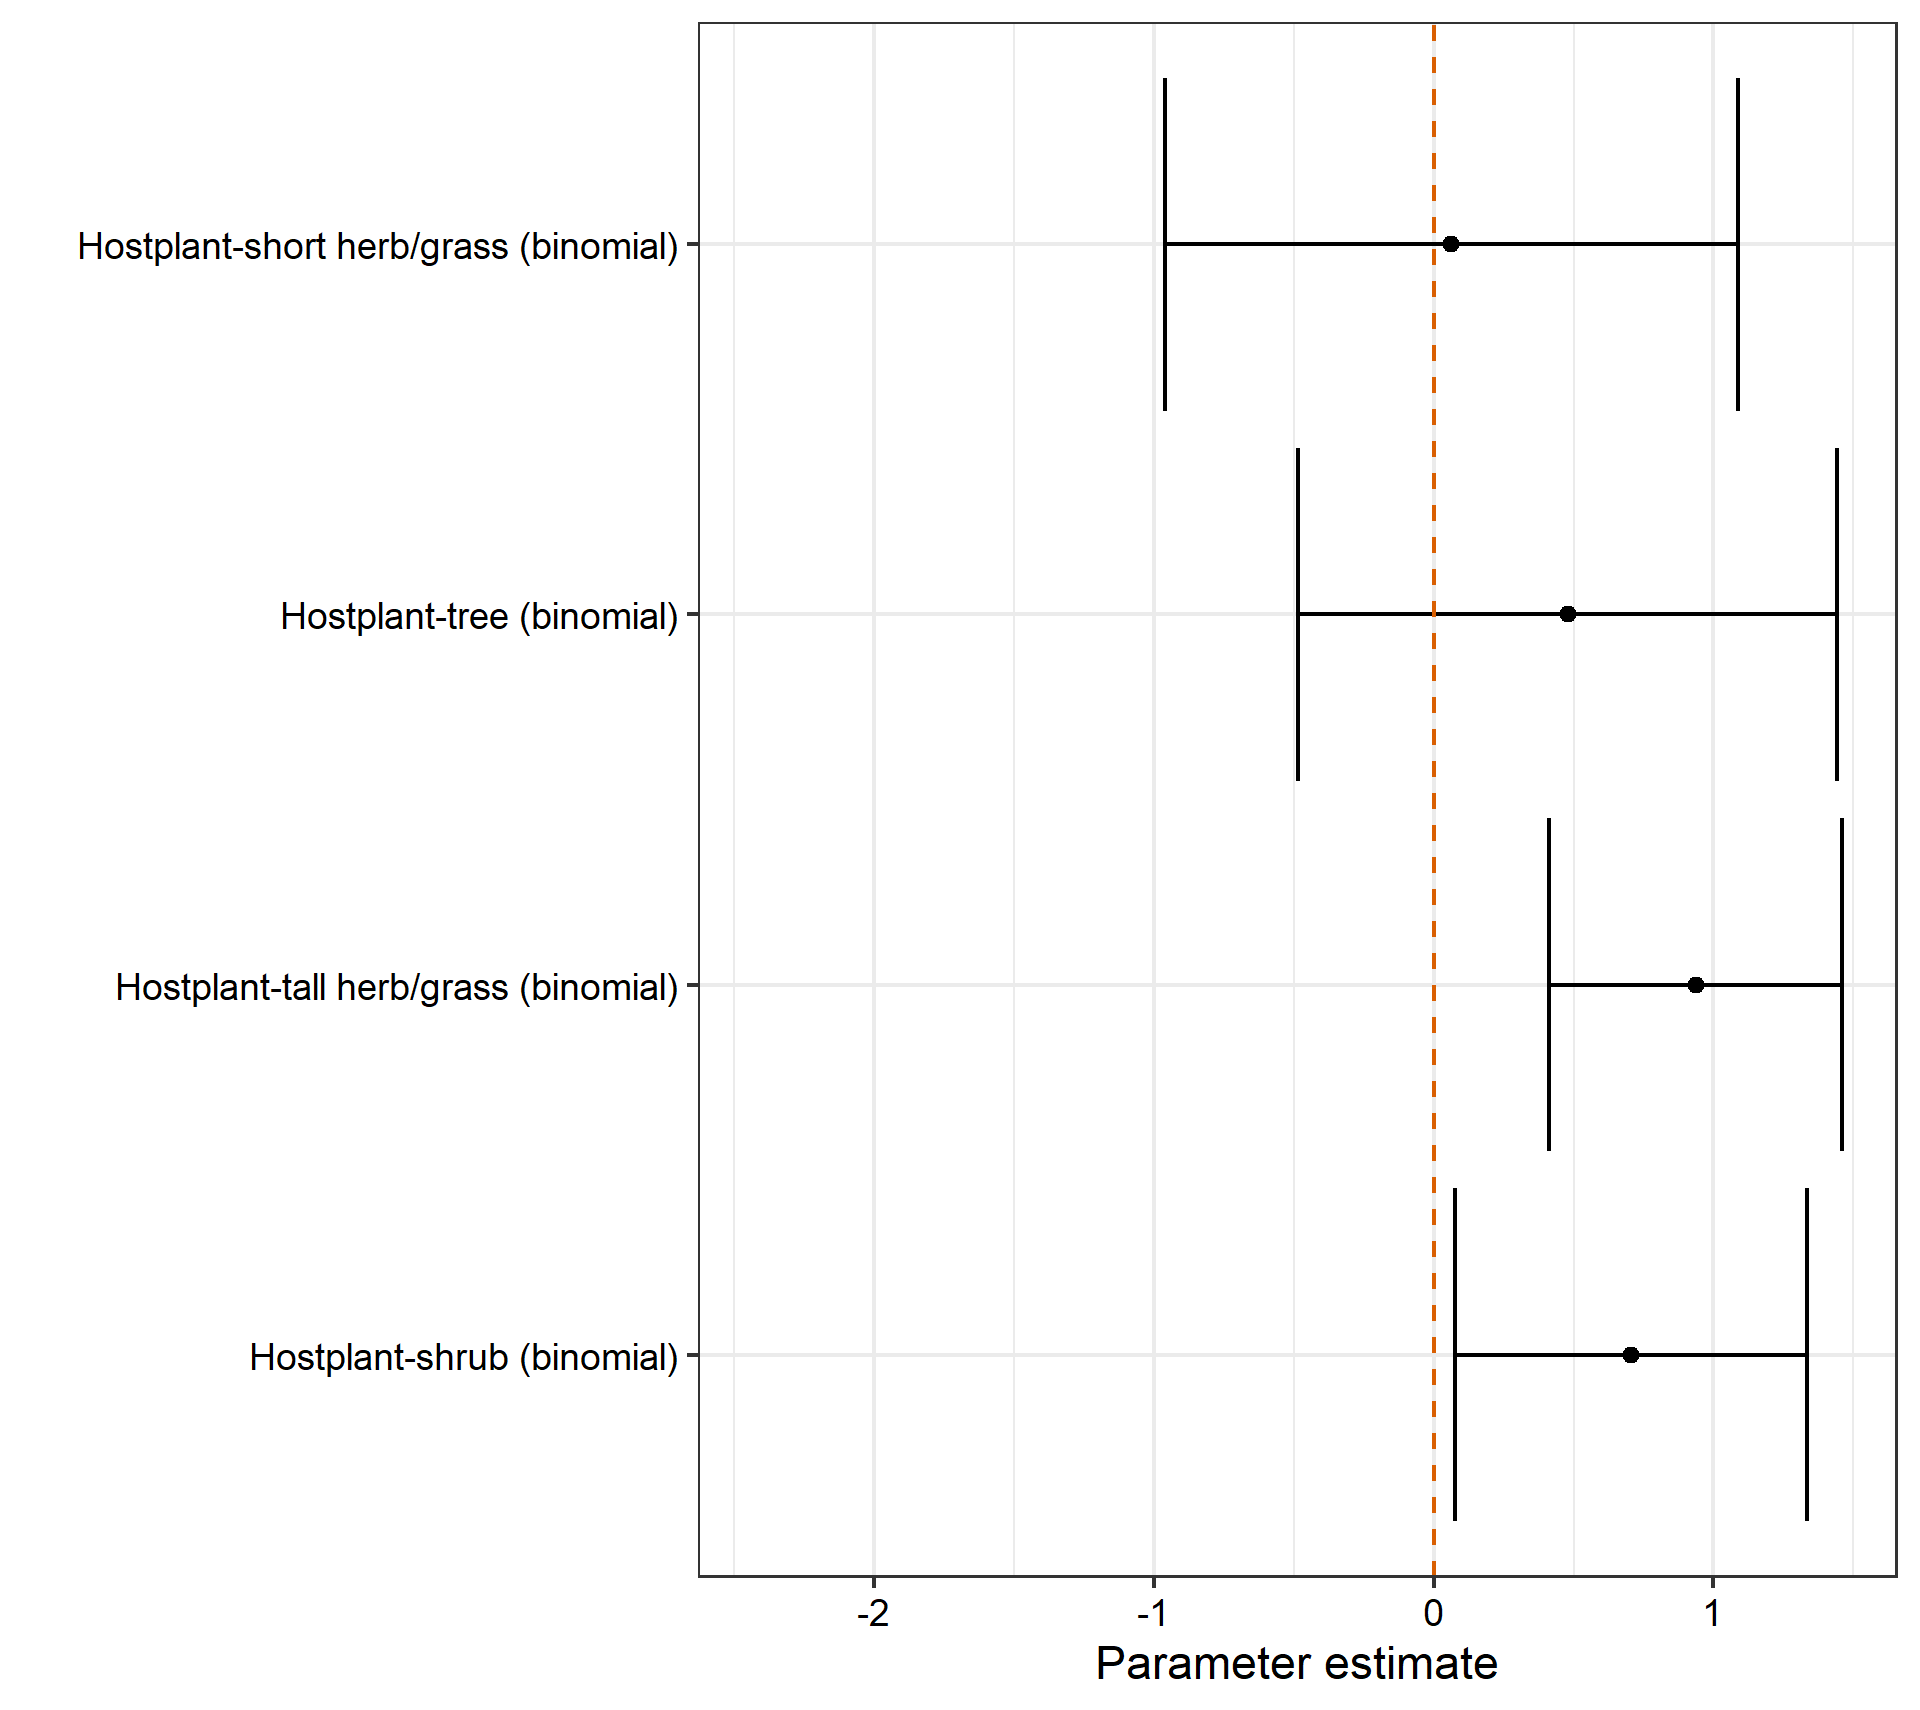 Hostplant-short herb/grass (binomial)
Hostplant-tree (binomial)
Hostplant-tall herb/grass (binomial)
Hostplant-shrub (binomial)
-2 -1 0 1
Parameter estimate